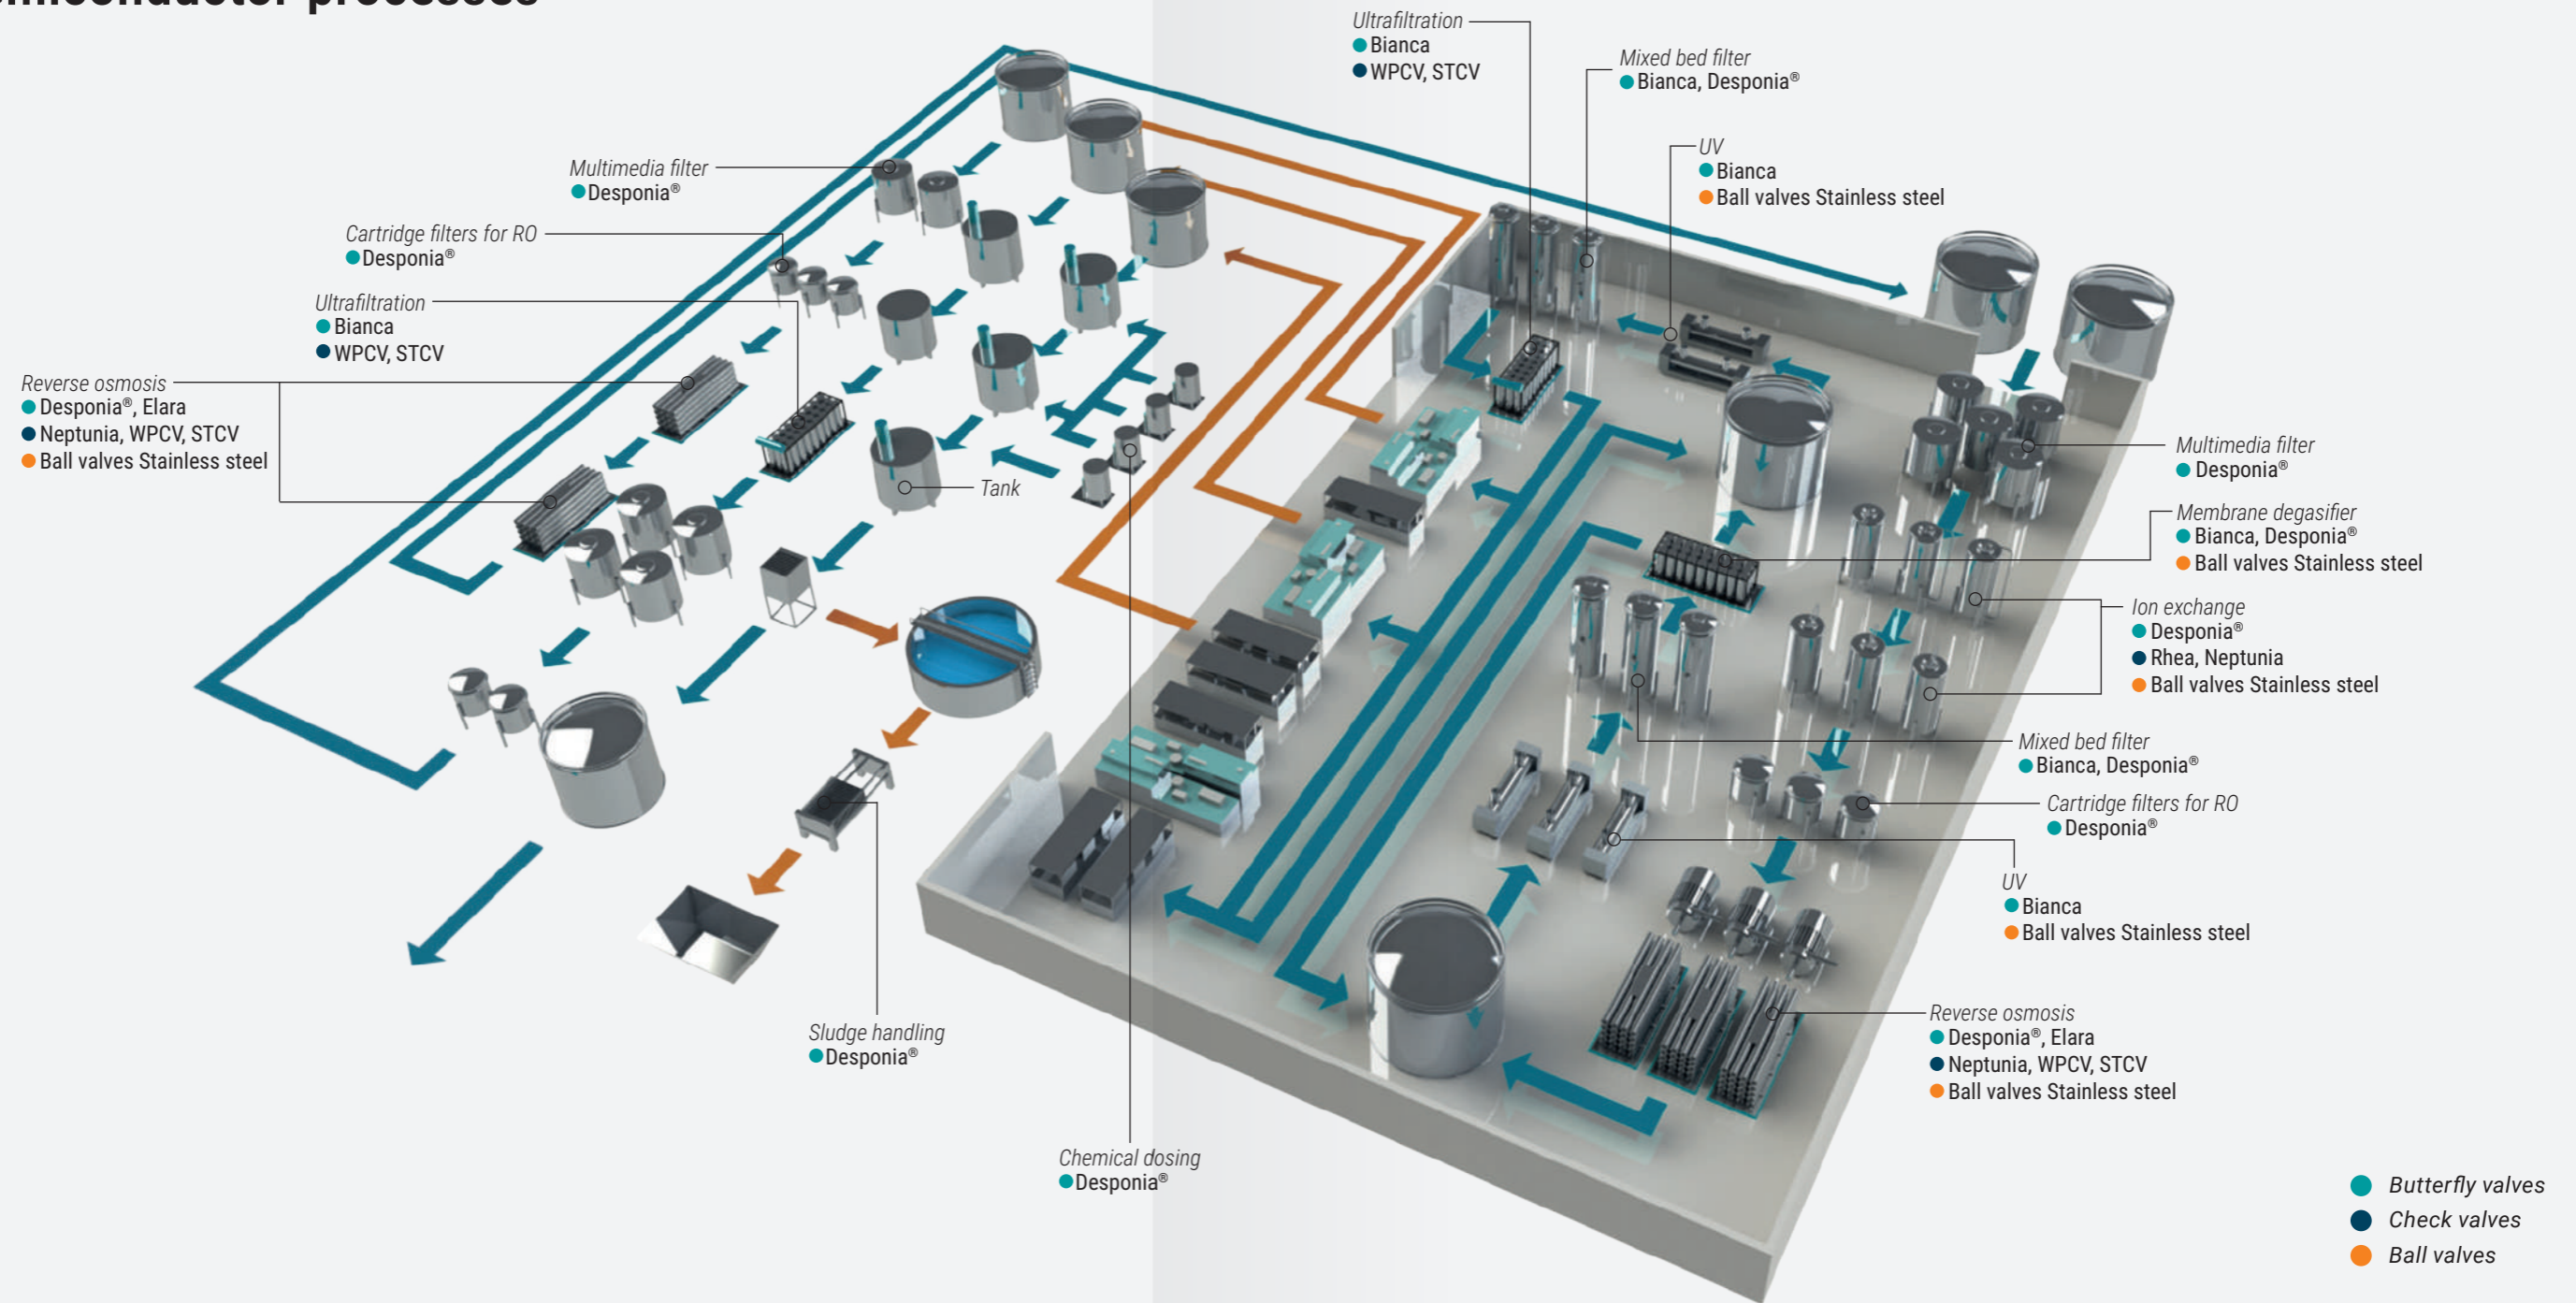 Ultrafiltration
Bianca
WPCV, STCV
Mixed bed filter
Bianca, Desponia®
UV
Bianca
Ball valves Stainless steel
Multimedia filter
Desponia®
Cartridge filters for RO
Desponia®
Ultrafiltration
Bianca
WPCV, STCV
Reverse osmosis
Desponia®, Elara
Neptunia, WPCV, STCV
Ball valves Stainless steel
Tank
Multimedia filter
Desponia®
Membrane degasifier
Bianca, Desponia®
Ball valves Stainless steel
Ion exchange
Desponia®
Rhea, Neptunia
Ball valves Stainless steel
Mixed bed filter
Bianca, Desponia®
Cartridge filters for RO
Desponia®
UV
Bianca
Ball valves Stainless steel
Reverse osmosis
Desponia®, Elara
Neptunia, WPCV, STCV
Ball valves Stainless steel
Sludge handling
Desponia®
Chemical dosing
Desponia®
Butterfly valves
Check valves
Ball valves